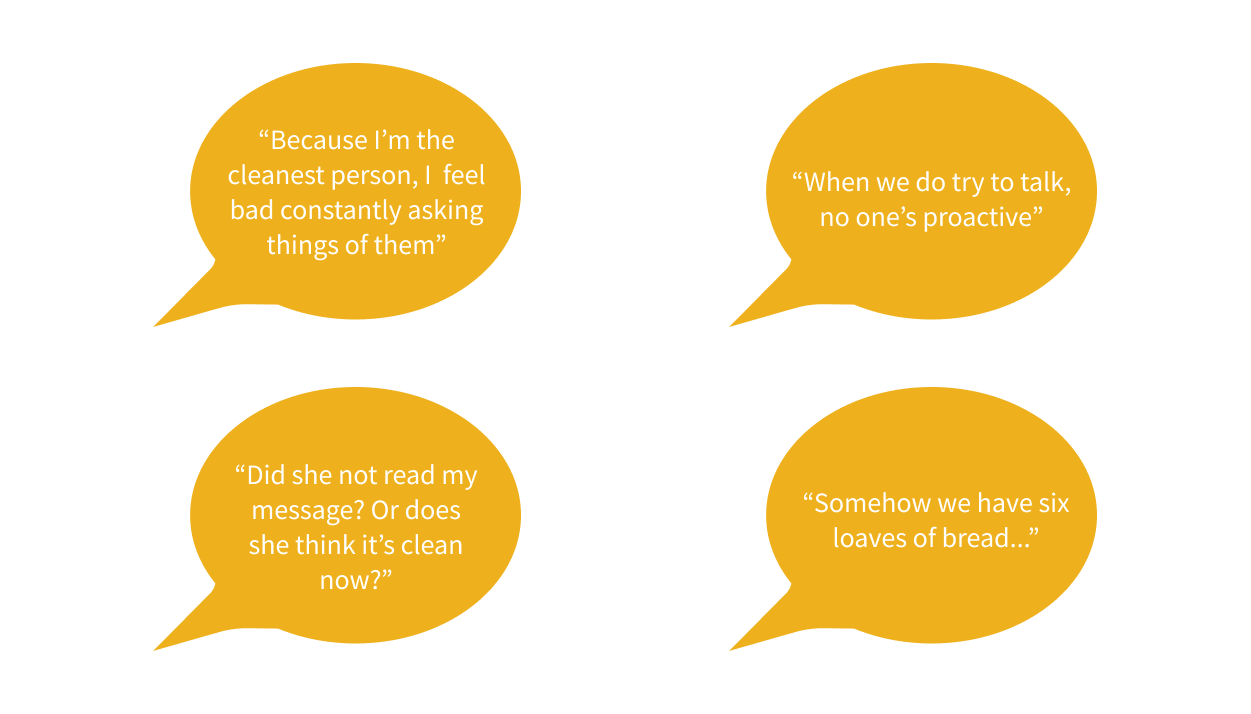 “Because I’m the
cleanest person, I  feel
bad constantly asking
things of them”
“When we do try to talk,
no one’s proactive”
“Did she not read my
message? Or does
she think it’s clean
now?”
“Somehow we have six
loaves of bread...”